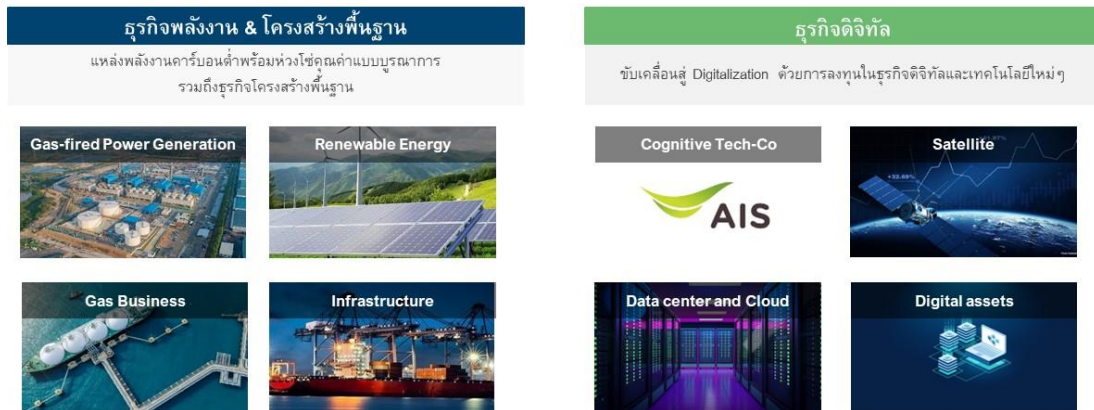 ธุรกิจพลังงาน & โครงสร้างพื้นฐาน
แหล่งพลังงานคาร์บอนต่ำพร้อมห่วงโซ่คุณค่าแบบบูรณาการ
รวมถึงธุรกิจโครงสร้างพื้นฐาน
Gas-fired Power Generation
Renewable Energy
Gas Business
Infrastructure
ธุรกิจดิจิทัล
ขับเคลื่อนสู่ Digitalization ด้วยการลงทุนในธุรกิจดิจิทัลและเทคโนโลยีใหม่ๆ
Cognitive Tech-Co
AIS
Satellite
Data center and Cloud
Digital assets